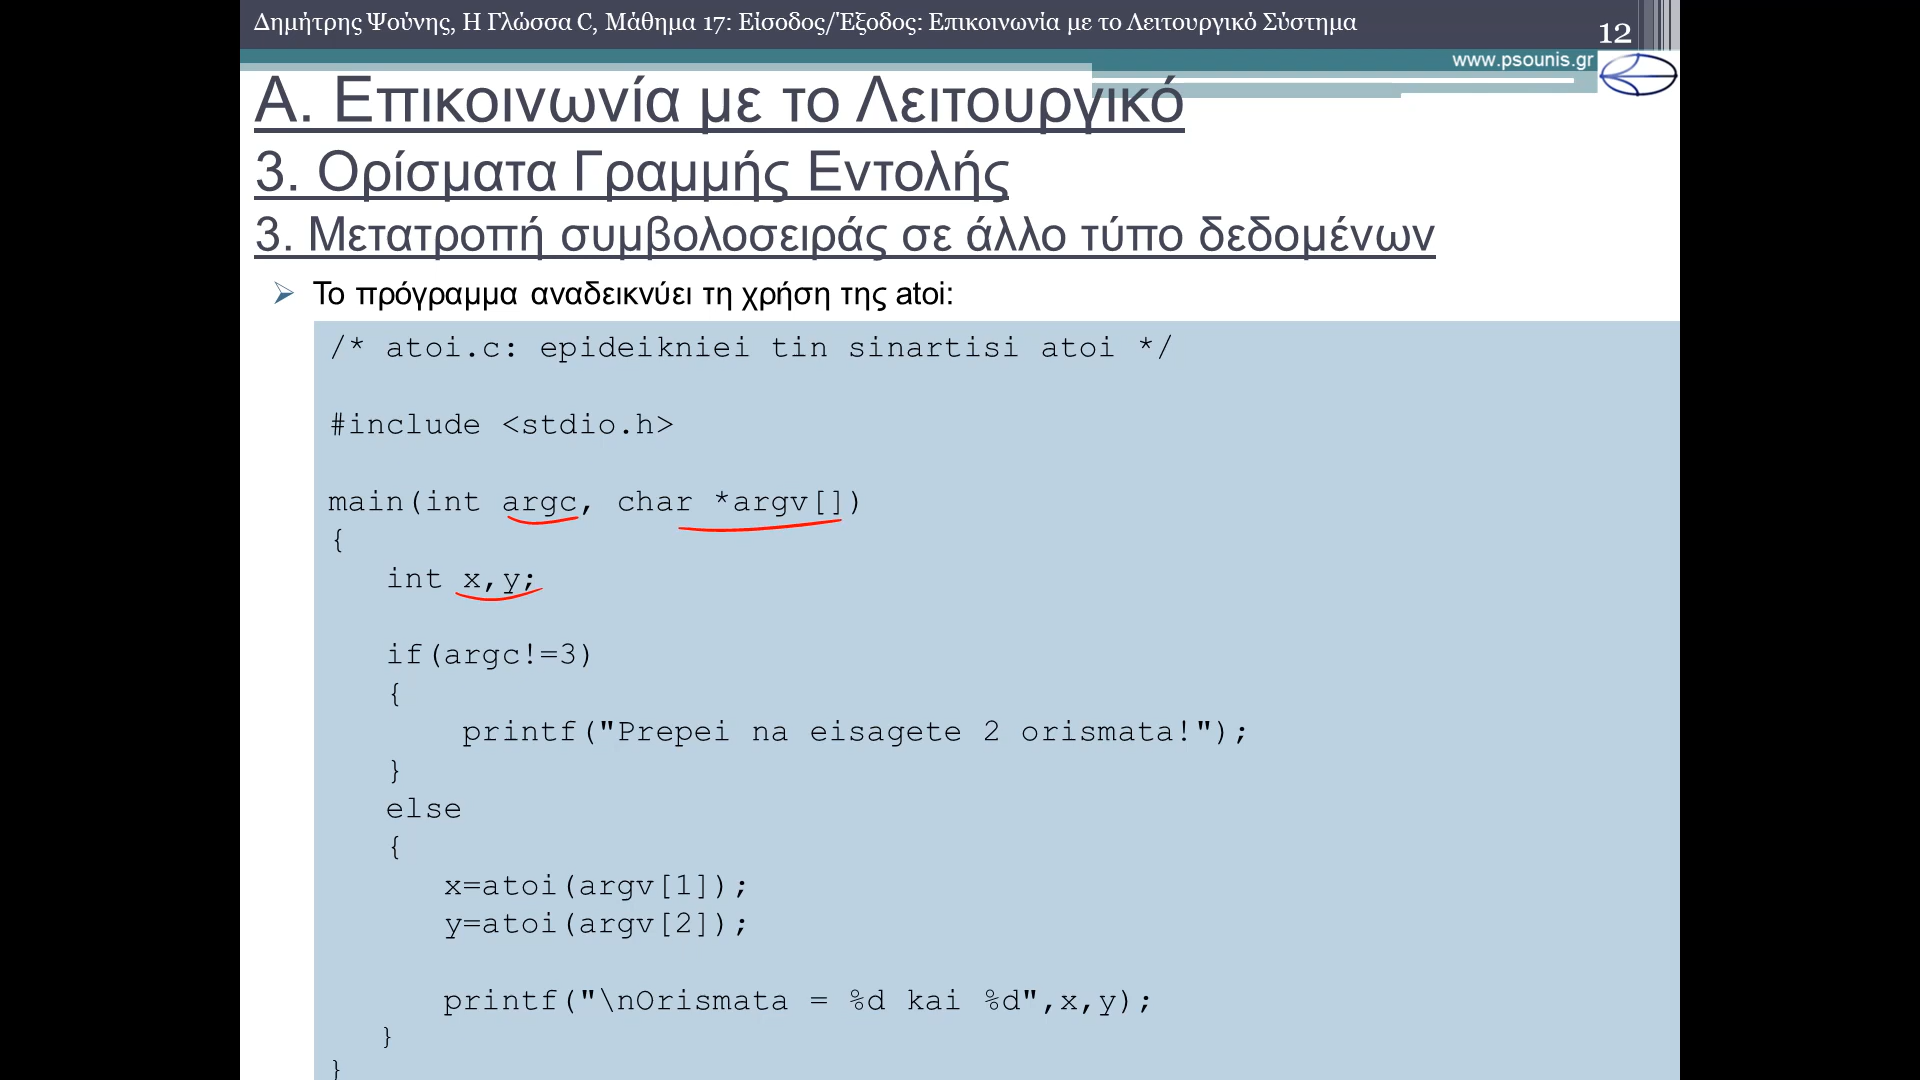 Δημήτρης Ψούνης, Η Γλώσσα C, Μάθημα 17: Είσοδος/Έξοδος: Επικοινωνία με το Λειτουργικό Σύστημα
12
www.psounis.gr
Α. Επικοινωνία με το Λειτουργικό
3. Ορίσματα Γραμμής Εντολής
3. Μετατροπή συμβολοσειράς σε άλλο τύπο δεδομένων
Το πρόγραμμα αναδεικνύει τη χρήση της atoi:
/* atoi.c: epideikniei tin sinartisi atoi */
#include <stdio.h>
main(int argc, char *argv[])
{
int x,y;
if(argc!=3)
{
printf("Prepei na eisagete 2 orismata!");
}
else
{
x=atoi(argv[1]);
y=atoi(argv[2]);
printf("\nOrismata = %d kai %d",x,y);
}
}